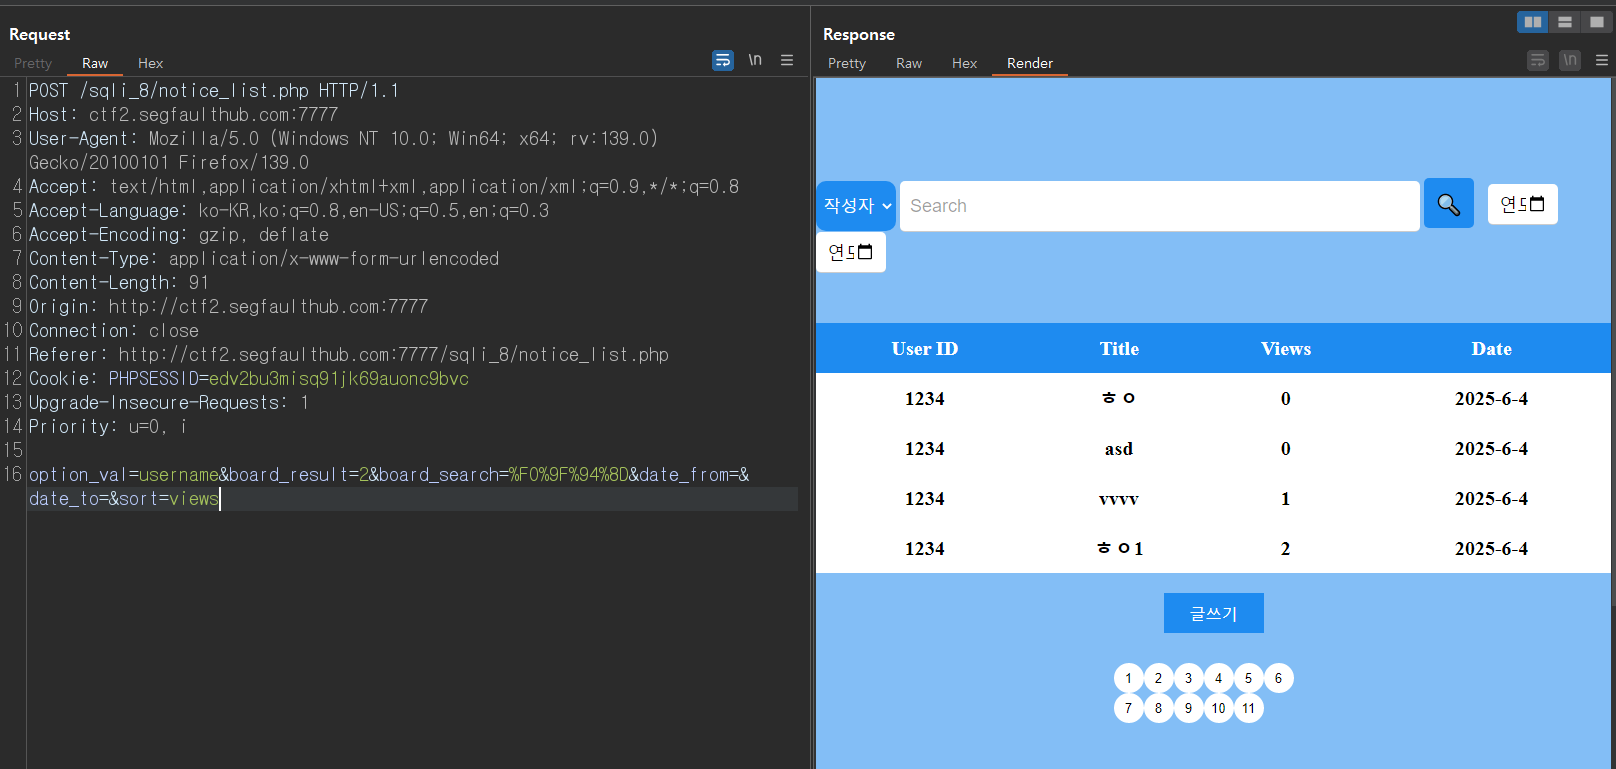 Request
Pretty Raw Hex
\n
1 POST /sqli_8/notice_list.php HTTP/1.1
2 Host: ctf2.segfaulthub.com:7777
3 User-Agent: Mozilla/5.0 (Windows NT 10.0; Win64; x64; rv:139.0)
Gecko/20100101 Firefox/139.0
4 Accept: text/html,application/xhtml+xml,application/xml;q=0.9,*/*;q=0.8
5 Accept-Language: ko-KR,ko;q=0.8,en-US;q=0.5,en;q=0.3
6 Accept-Encoding: gzip, deflate
7 Content-Type: application/x-www-form-urlencoded
8 Content-Length: 91
9 Origin: http://ctf2.segfaulthub.com:7777
10 Connection: close
11 Referer: http://ctf2.segfaulthub.com:7777/sqli_8/notice_list.php
12 Cookie: PHPSESSID=edv2bu3misq91jk69auonc9bvc
13 Upgrade-Insecure-Requests: 1
14 Priority: u=0, i
15
16 option_val=username&board_result=2&board_search=%F0%9F%94%8D&date_from=&
date_to=&sort=views
Response
Pretty Raw Hex Render
\n
작성자 Search
User ID Title Views Date
1234 ㅎㅇ 0 2025-6-4
1234 asd 0 2025-6-4
1234 vvvv 1 2025-6-4
1234 ㅎㅇ1 2 2025-6-4
글쓰기
1 2 3 4 5 6
7 8 9 10 11